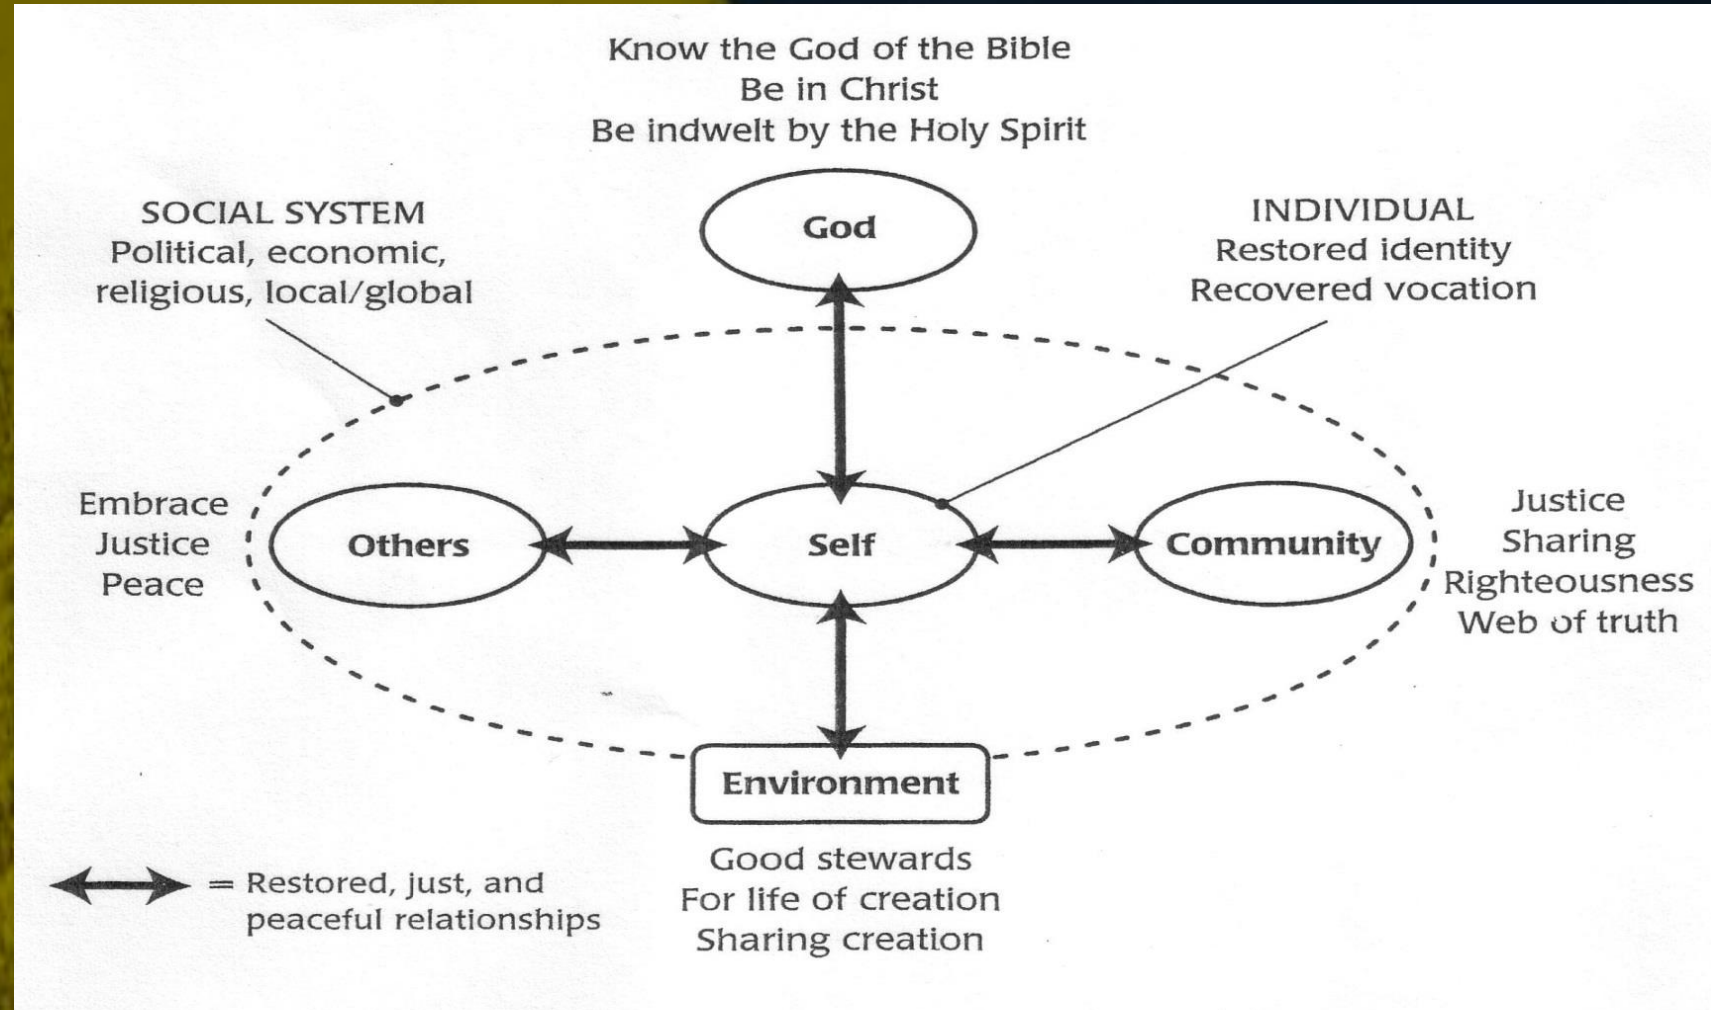 Know the God of the Bible
Be in Christ
Be indwelt by the Holy Spirit
God
SOCIAL SYSTEM
Political, economic,
religious, local/global
INDIVIDUAL
Restored identity
Recovered vocation
Embrace
Justice
Peace
Others
Self
Community
Justice
Sharing
Righteousness
Web of truth
Environment
Good stewards
For life of creation
Sharing creation
= Restored, just, and
peaceful relationships